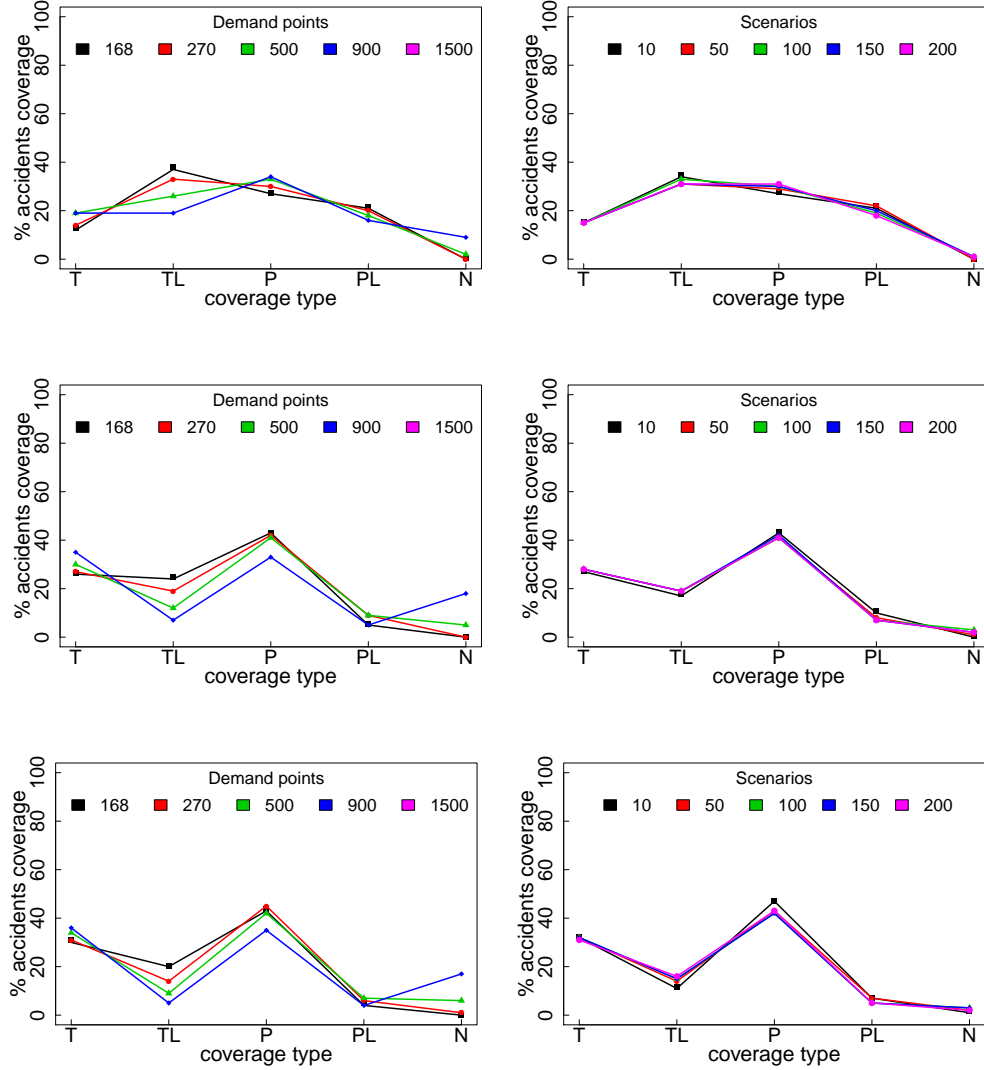 Demand points
168 270 500 900 1500
% accidents coverage
0 20 40 60 80 100
T TL P PL N
coverage type
Scenarios
10 50 100 150 200
% accidents coverage
0 20 40 60 80 100
T TL P PL N
coverage type
Demand points
168 270 500 900 1500
% accidents coverage
0 20 40 60 80 100
T TL P PL N
coverage type
Scenarios
10 50 100 150 200
% accidents coverage
0 20 40 60 80 100
T TL P PL N
coverage type
Demand points
168 270 500 900 1500
% accidents coverage
0 20 40 60 80 100
T TL P PL N
coverage type
Scenarios
10 50 100 150 200
% accidents coverage
0 20 40 60 80 100
T TL P PL N
coverage type